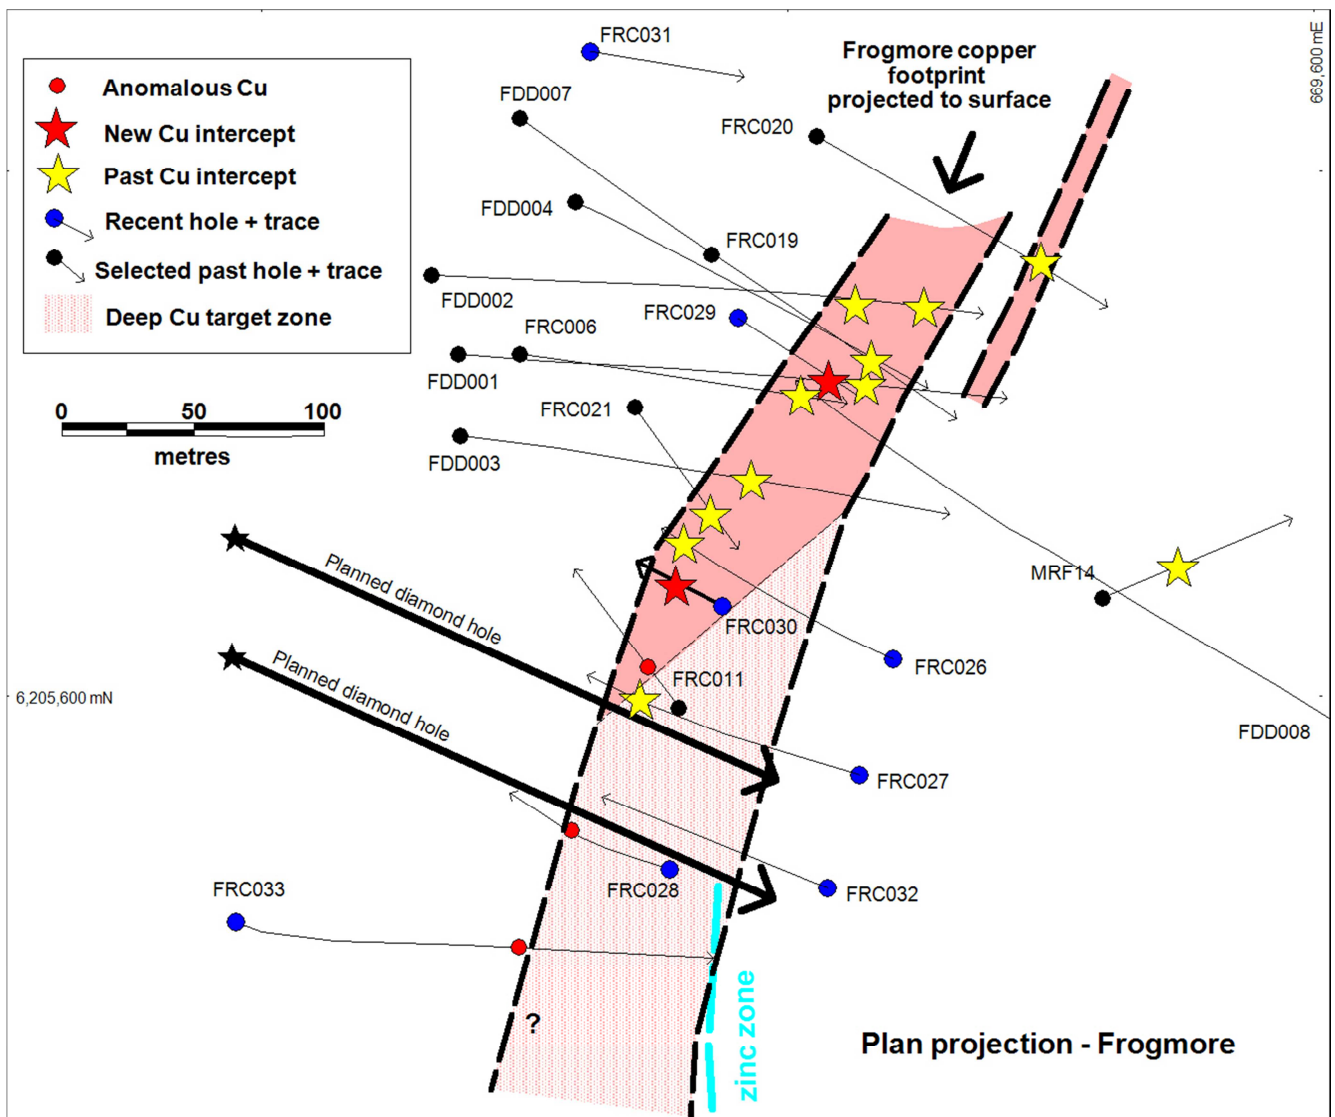 FRC031
669,600 mE
Frogmore copper
footprint
projected to surface
Anomalous Cu
New Cu intercept
Past Cu intercept
Recent hole + trace
Selected past hole + trace
Deep Cu target zone
FDD007
FRC020
FDD004
FRC019
FDD002
FRC029
FRC006
FDD001
FRC021
0 50 100
metres
FDD003
Planned diamond hole
MRF14
FRC030
FRC026
Planned diamond hole
FRC011
6,205,600 mN
FDD008
FRC027
FRC033
FRC028
FRC032
zinc zone
?
Plan projection - Frogmore